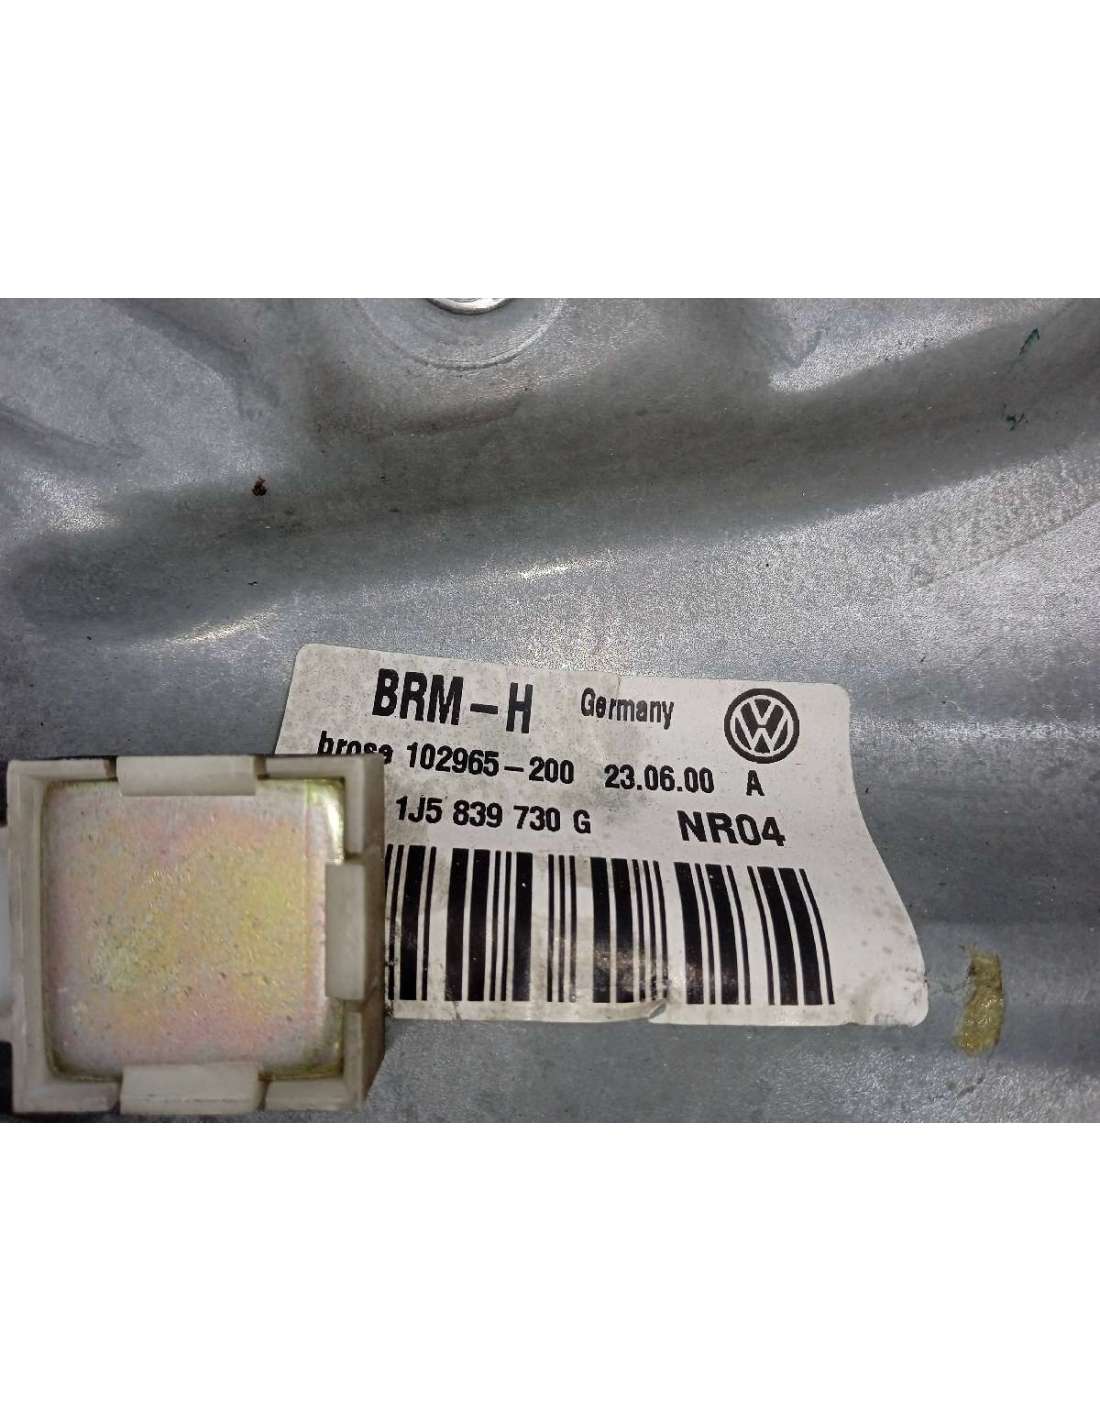 BRM-H Germany
brose 102965-200 23.06.00 A
1J5 839 730 G NR04